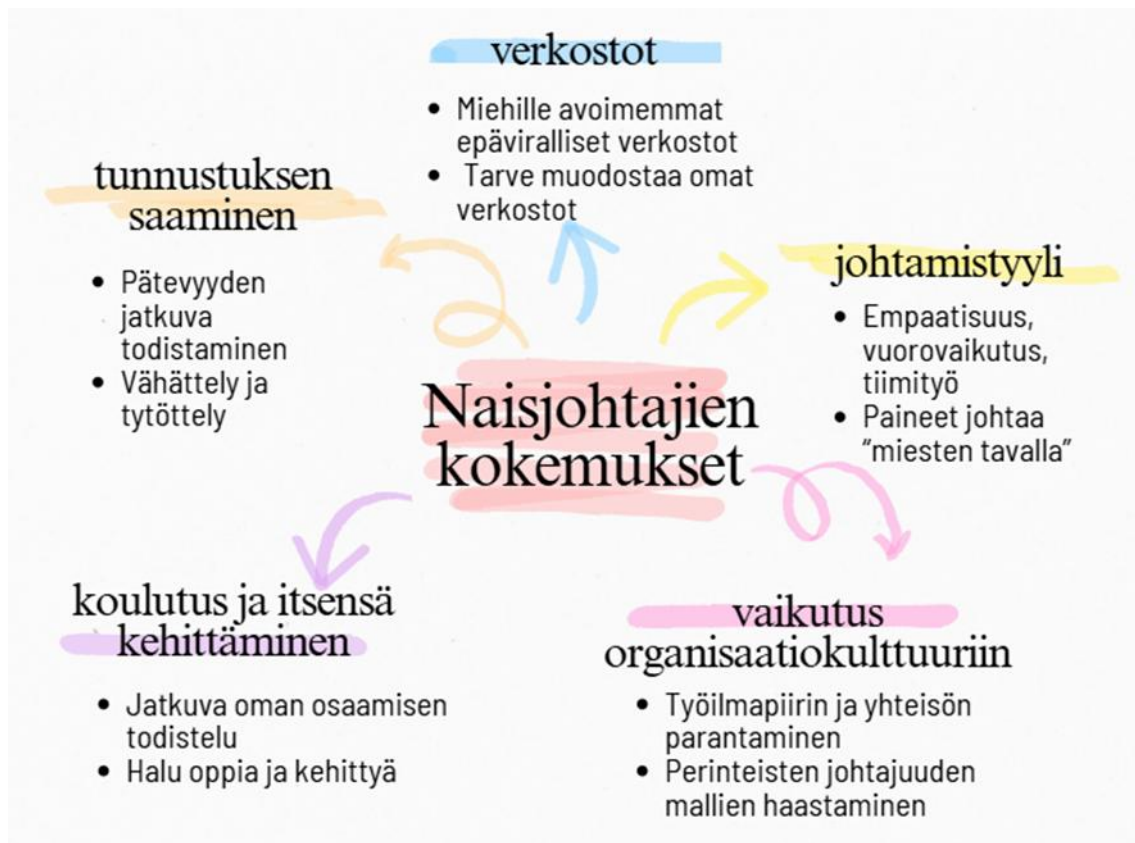 verkostot
• Miehille avoimemmat
epäviralliset verkostot
• Tarve muodostaa omat
verkostot
tunnustuksen
saaminen
• Pätevyyden
jatkuva
todistaminen
• Vähättely ja
tytöttely
johtamistyyli
• Empaatisuus,
vuorovaikutus,
tiimityö
• Paineet johtaa
"miesten tavalla"
Naisjohtajien
kokemukset
koulutus ja itsensä
kehittäminen
• Jatkuva oman osaamisen
todistelu
• Halu oppia ja kehittyä
vaikutus
organisaatiokulttuuriin
• Työilmapiirin ja yhteisön
parantaminen
• Perinteisten johtajuuden
mallien haastaminen